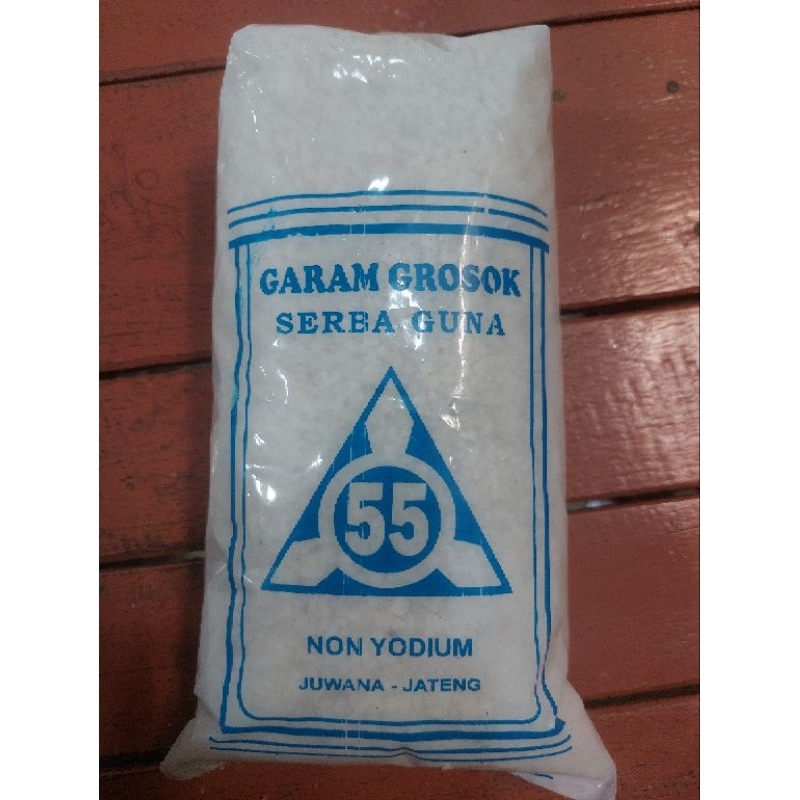 GARAM GROSOK
SERBA GUNA
55
NON YODIUM
JUWANA - JATENG